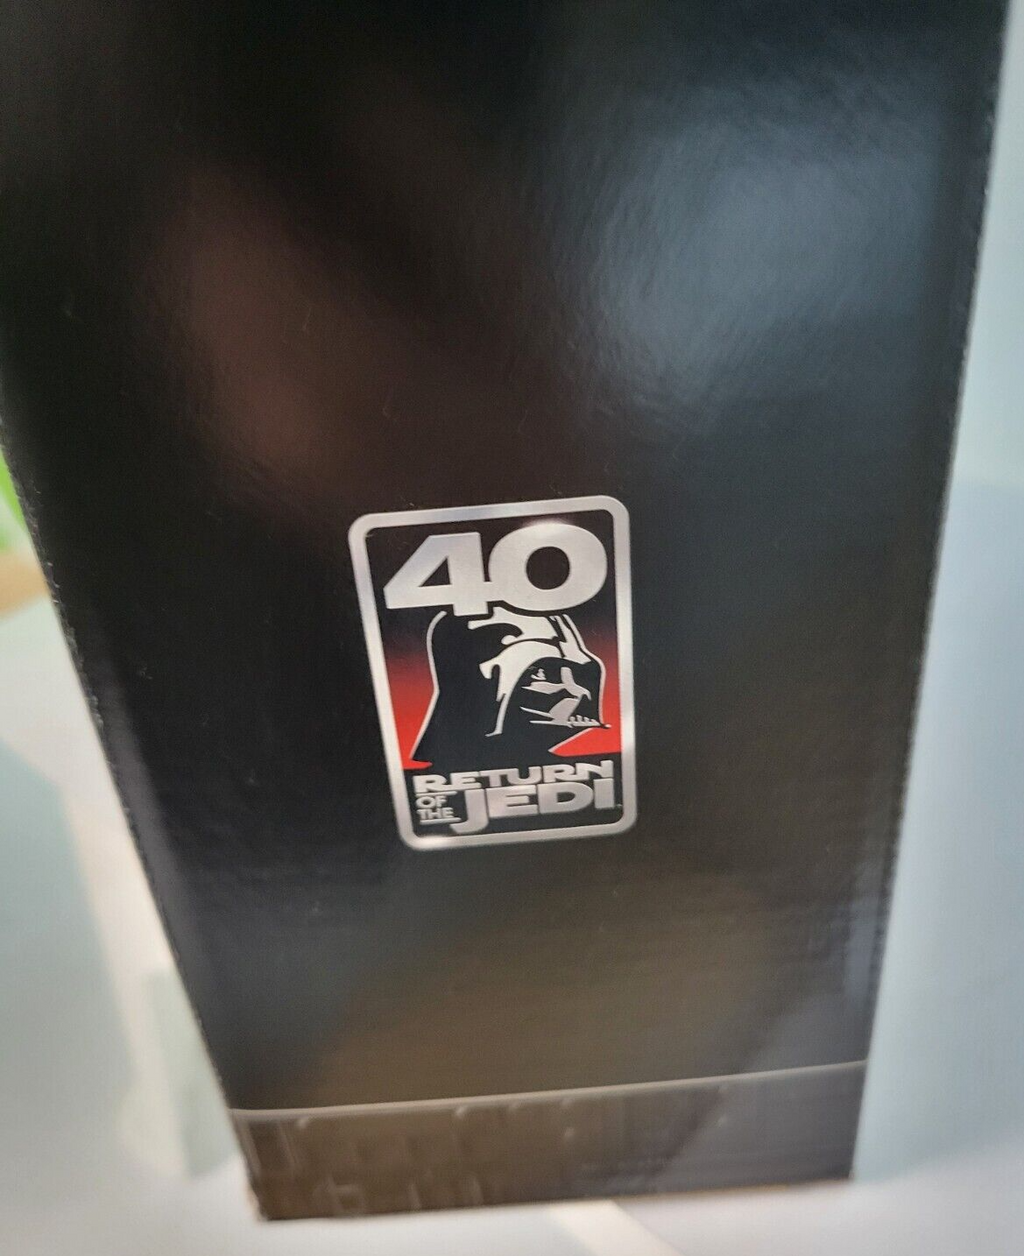 40
RETURN
OF THE JEDI